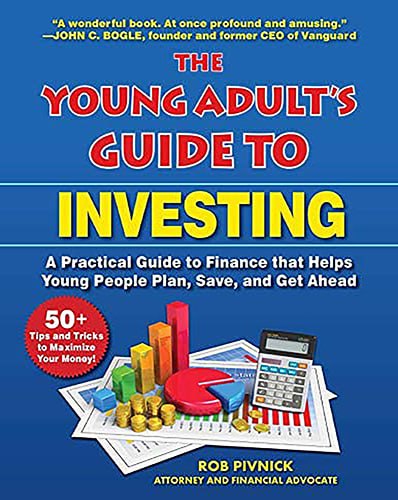 “A wonderful book. At once profound and amusing.”
—JOHN C. BOGLE, founder and former CEO of Vanguard
THE
YOUNG ADULT'S
GUIDE TO
INVESTING
A Practical Guide to Finance that Helps
Young People Plan, Save, and Get Ahead
50+
Tips and Tricks
to Maximize
Your Money!
ROB PIVNICK
ATTORNEY AND FINANCIAL ADVOCATE